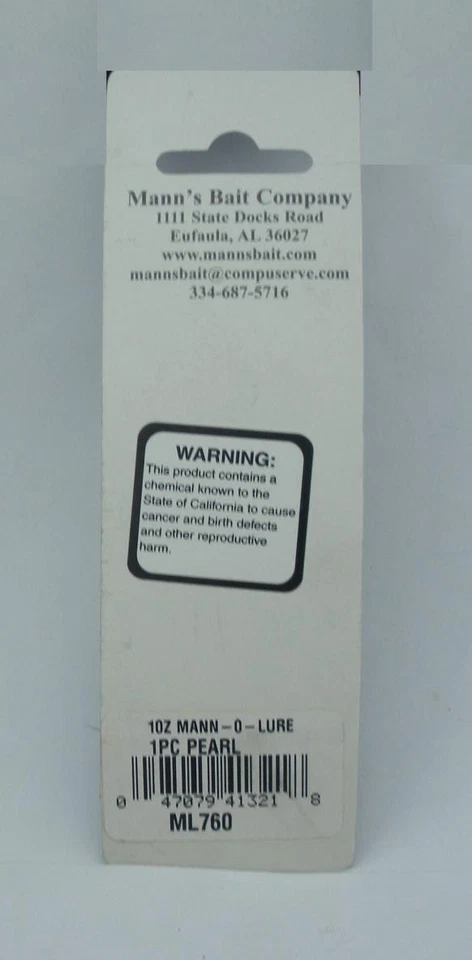 Mann's Bait Company
1111 State Docks Road
Eufaula, AL 36027
www.mannsbait.com
mannsbait@compuserve.com
334-687-5716
WARNING:
This product contains a
chemical known to the
State of California to cause
cancer and birth defects
and other reproductive
harm.
1OZ MANN-O-LURE
1PC PEARL
0 47079 41321 8
ML760